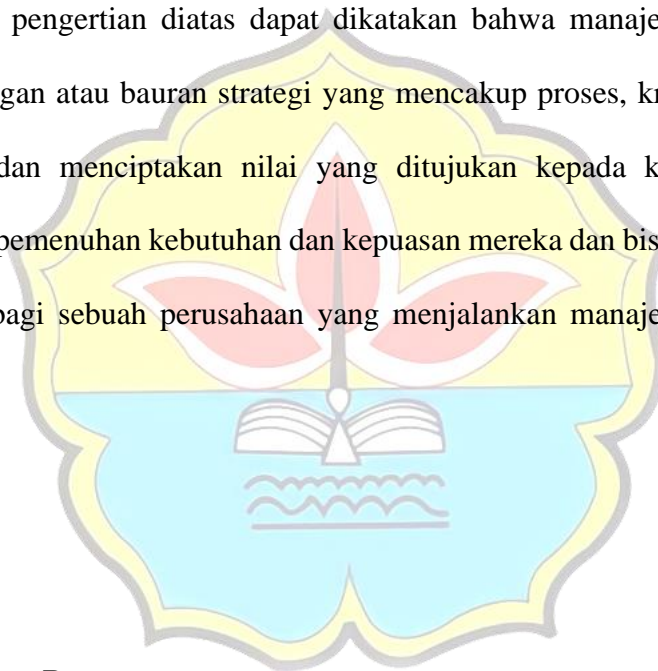 pengertian diatas dapat dikatakan bahwa manaje
gan atau bauran strategi yang mencakup proses, kr
dan menciptakan nilai yang ditujukan kepada k
pemenuhan kebutuhan dan kepuasan mereka dan bis
bagi sebuah perusahaan yang menjalankan manaje